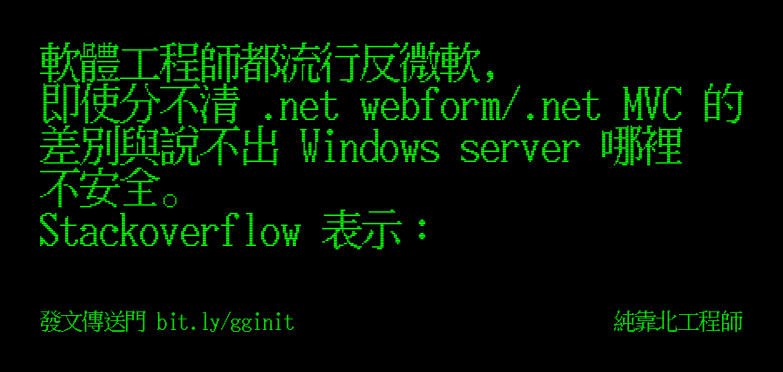 軟體工程師都流行反微軟,
即使分不清 .net webform/.net MVC 的
差別與說不出 Windows server 哪裡
不安全。
Stackoverflow 表示：
發文傳送門 bit.ly/gginit
純靠北工程師